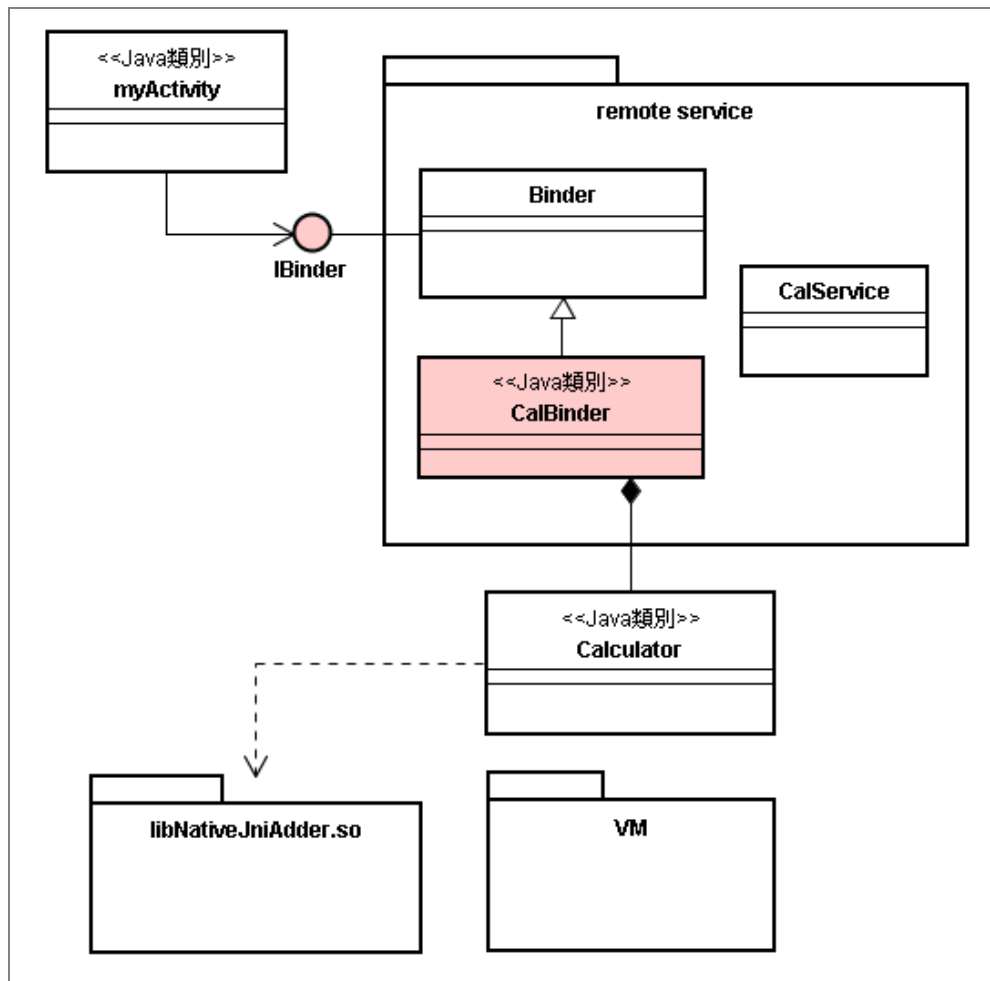 <<Java類別>>
myActivity
remote service
Binder
IBinder
CalService
<<Java類別>>
CalBinder
<<Java類別>>
Calculator
libNativeJniAdder.so
VM